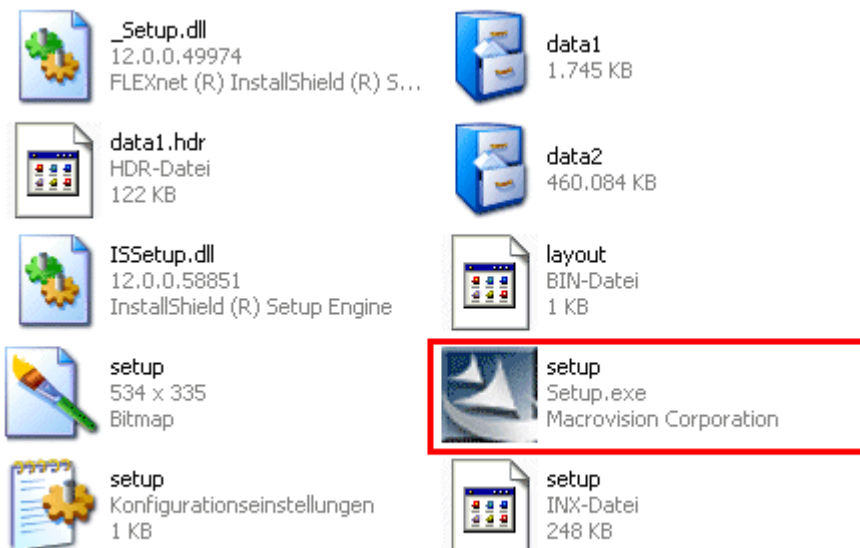 _Setup.dll
12.0.0.49974
FLEXnet (R) InstallShield (R) S...
data1
1.745 KB
data1.hdr
HDR-Datei
122 KB
data2
460.084 KB
ISSetup.dll
12.0.0.58851
InstallShield (R) Setup Engine
layout
BIN-Datei
1 KB
setup
534 x 335
Bitmap
setup
Setup.exe
Macrovision Corporation
setup
Konfigurationseinstellungen
1 KB
setup
INX-Datei
248 KB